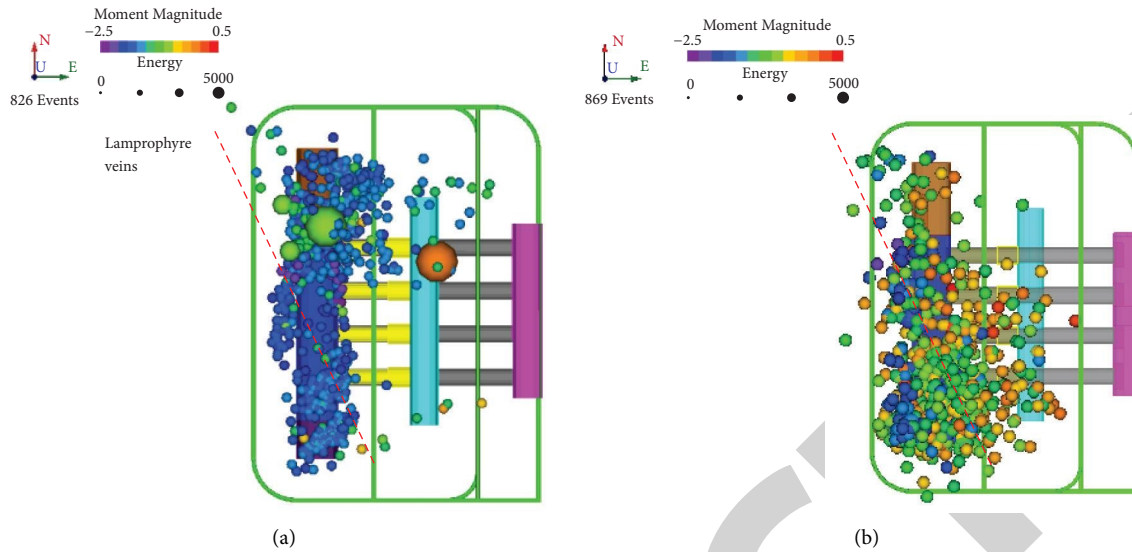 Moment Magnitude
−2.5 0.5
N
Energy
U E
0 5000
826 Events
Lamprophyre
veins
(a)
Moment Magnitude
N
−2.5 0.5
Energy
U E
0 5000
869 Events
(b)